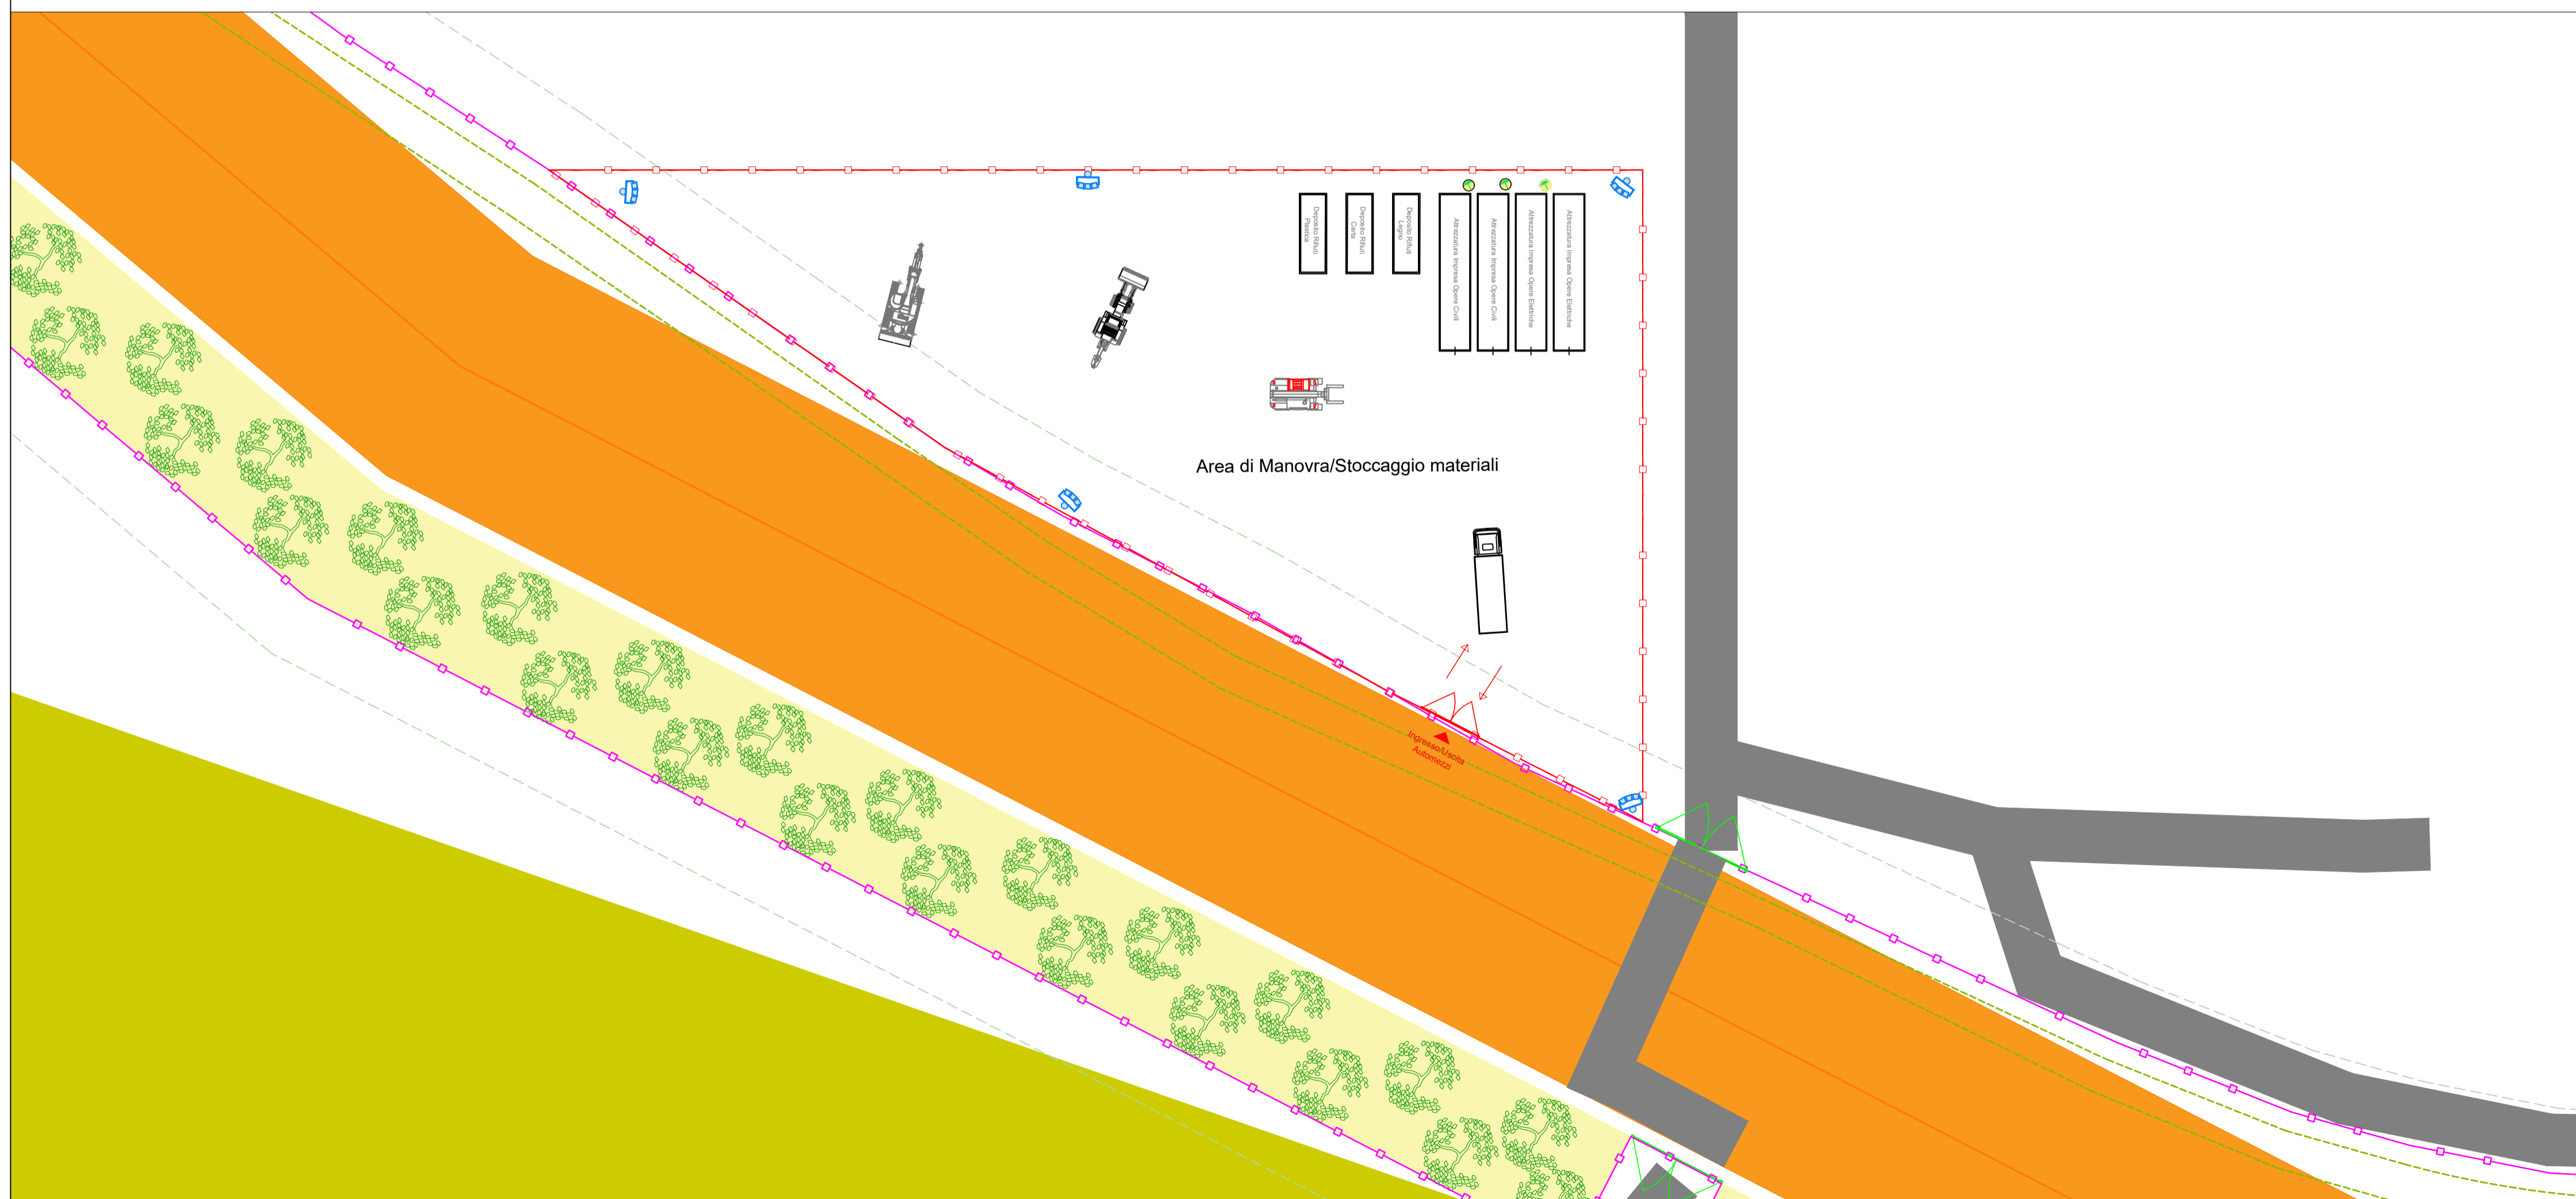 Deposito Rifiuti
Plastica
Deposito Rifiuti
Carta
Deposito Rifiuti
Legno
Attrezzatura Impresa Opere Civili
Attrezzatura Impresa Opere Civili
Attrezzatura Impresa Opere Elettriche
Attrezzatura Impresa Opere Elettriche
Area di Manovra/Stoccaggio materiali
Ingresso/Uscita
Automezzi